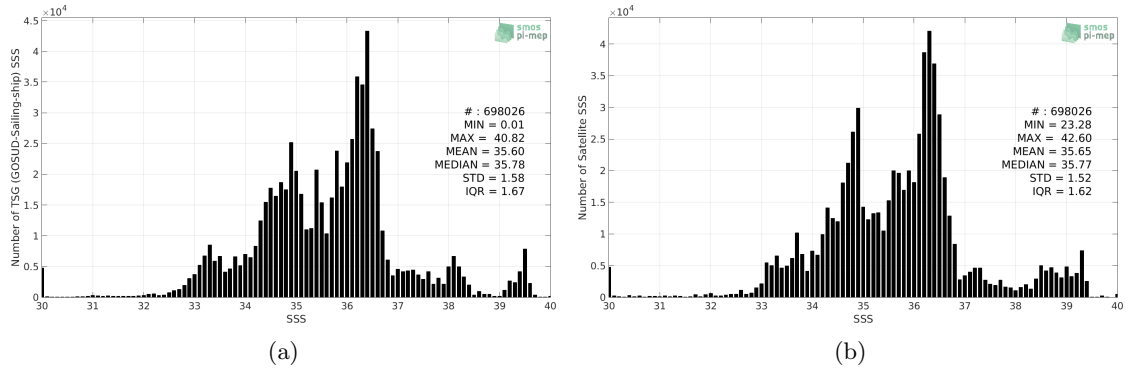 ×10⁴
4.5
4
3.5
3
2.5
2
1.5
1
0.5
0
Number of TSG (GOSUD-Sailing-ship) SSS
smos
pi-mep
# : 698026
MIN = 0.01
MAX = 40.82
MEAN = 35.60
MEDIAN = 35.78
STD = 1.58
IQR = 1.67
30 31 32 33 34 35 36 37 38 39 40
SSS
(a)
×10⁴
4
3.5
3
2.5
2
1.5
1
0.5
0
Number of Satellite SSS
smos
pi-mep
# : 698026
MIN = 23.28
MAX = 42.60
MEAN = 35.65
MEDIAN = 35.77
STD = 1.52
IQR = 1.62
30 31 32 33 34 35 36 37 38 39 40
SSS
(b)